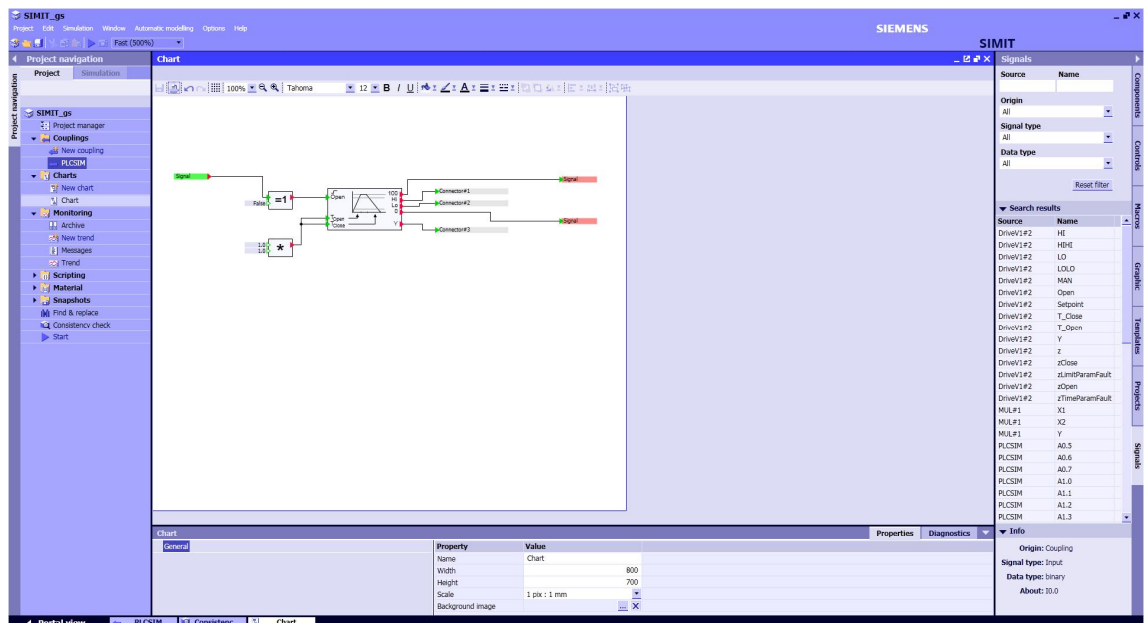 SIMIT_gs
Project Edit Simulation Window Automatic modelling Options Help
SIEMENS
Fast (500%)
SIMIT
Project navigation
Project Simulation
Project navigation
SIMIT_gs
Project manager
Couplings
New coupling
PLCSIM
Charts
New chart
Chart
Monitoring
Archive
New trend
Messages
Trend
Scripting
Material
Snapshots
Find & replace
Consistency check
Start
Chart
100% Tahoma 12 B I U
Signal
False
=1
Open
100
Hi
Lo
0
TOpen
TClose
Y
1.0
1.0
*
Signal
Connector#1
Connector#2
Signal
Connector#3
Chart
Properties Diagnostics
General
Property Value
Name Chart
Width 800
Height 700
Scale 1 pix : 1 mm
Background image ... X
Signals
Source Name
Origin
All
Signal type
All
Data type
All
Reset filter
Search results
Source Name
DriveV1#2 HI
DriveV1#2 HIHI
DriveV1#2 LO
DriveV1#2 LOLO
DriveV1#2 MAN
DriveV1#2 Open
DriveV1#2 Setpoint
DriveV1#2 T_Close
DriveV1#2 T_Open
DriveV1#2 Y
DriveV1#2 z
DriveV1#2 zClose
DriveV1#2 zLimitParamFault
DriveV1#2 zOpen
DriveV1#2 zTimeParamFault
MUL#1 X1
MUL#1 X2
MUL#1 Y
PLCSIM A0.5
PLCSIM A0.6
PLCSIM A0.7
PLCSIM A1.0
PLCSIM A1.1
PLCSIM A1.2
PLCSIM A1.3
Info
Origin: Coupling
Signal type: Input
Data type: binary
About: I0.0
Components
Controls
Macros
Graphic
Templates
Projects
Signals
Portal view PLCSIM Consistenc Chart